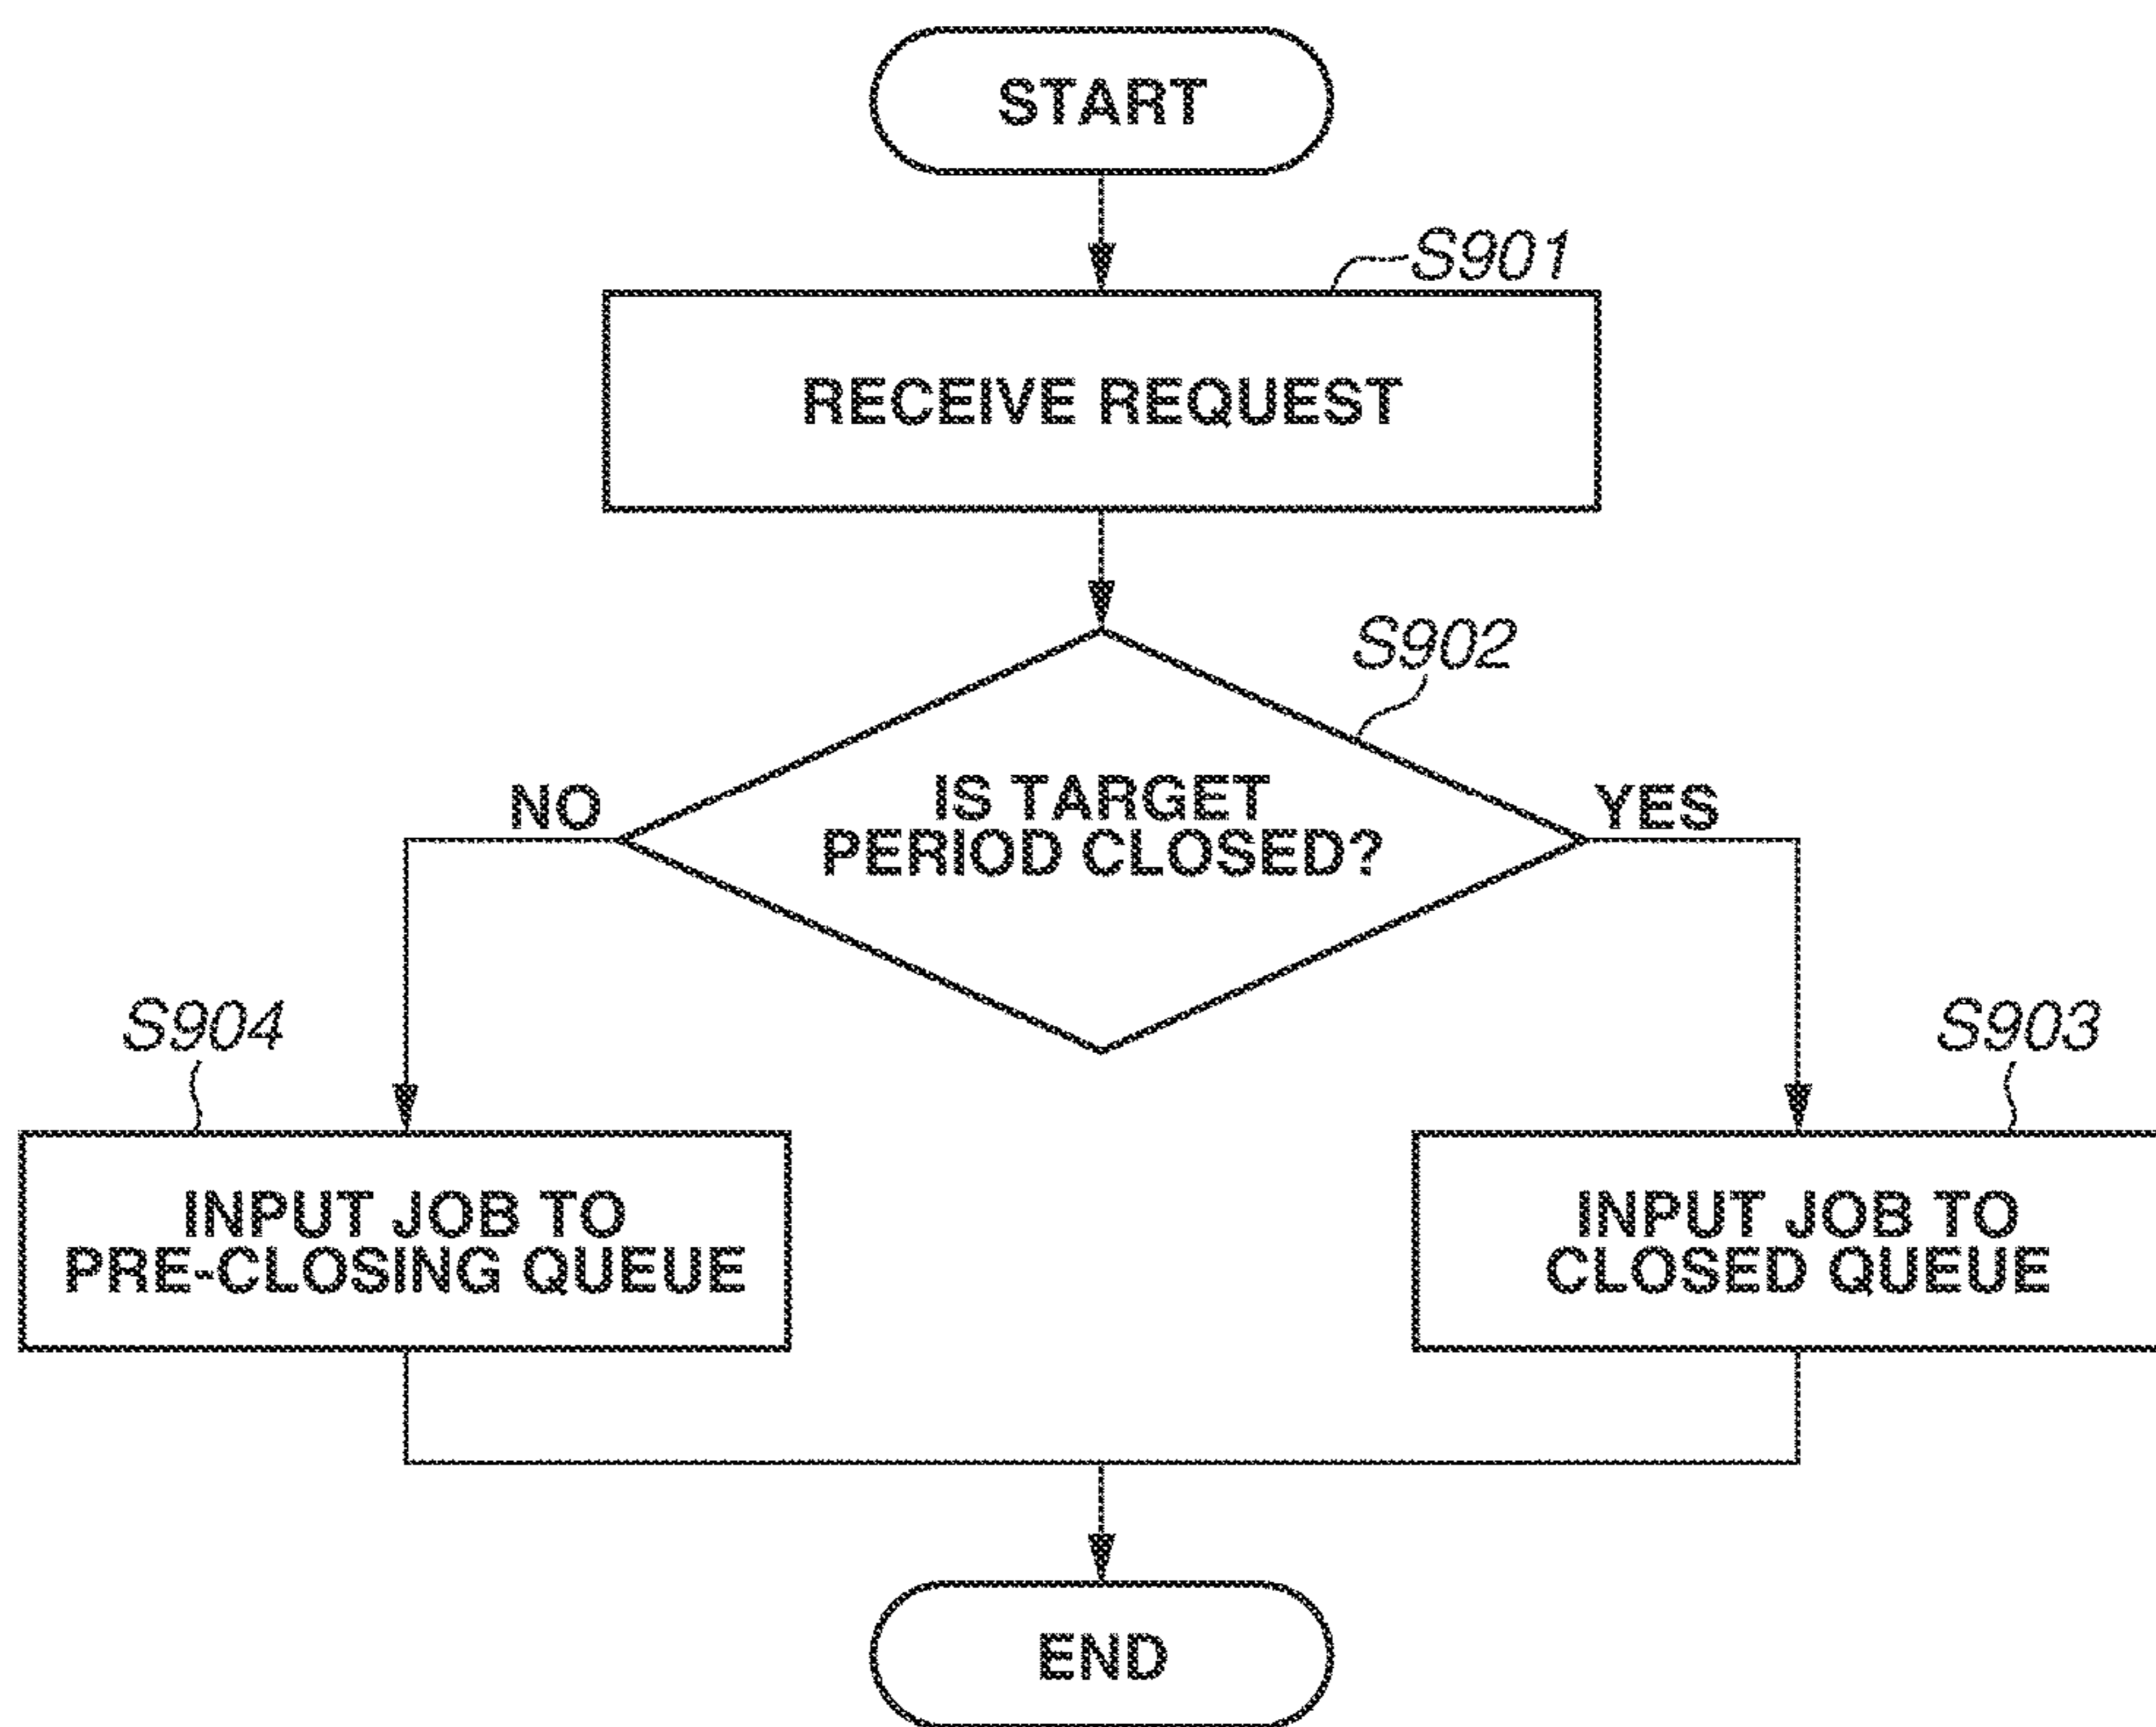 START
S901
RECEIVE REQUEST
S902
IS TARGET
PERIOD CLOSED?
NO
YES
S904
S903
INPUT JOB TO
PRE-CLOSING QUEUE
INPUT JOB TO
CLOSED QUEUE
END